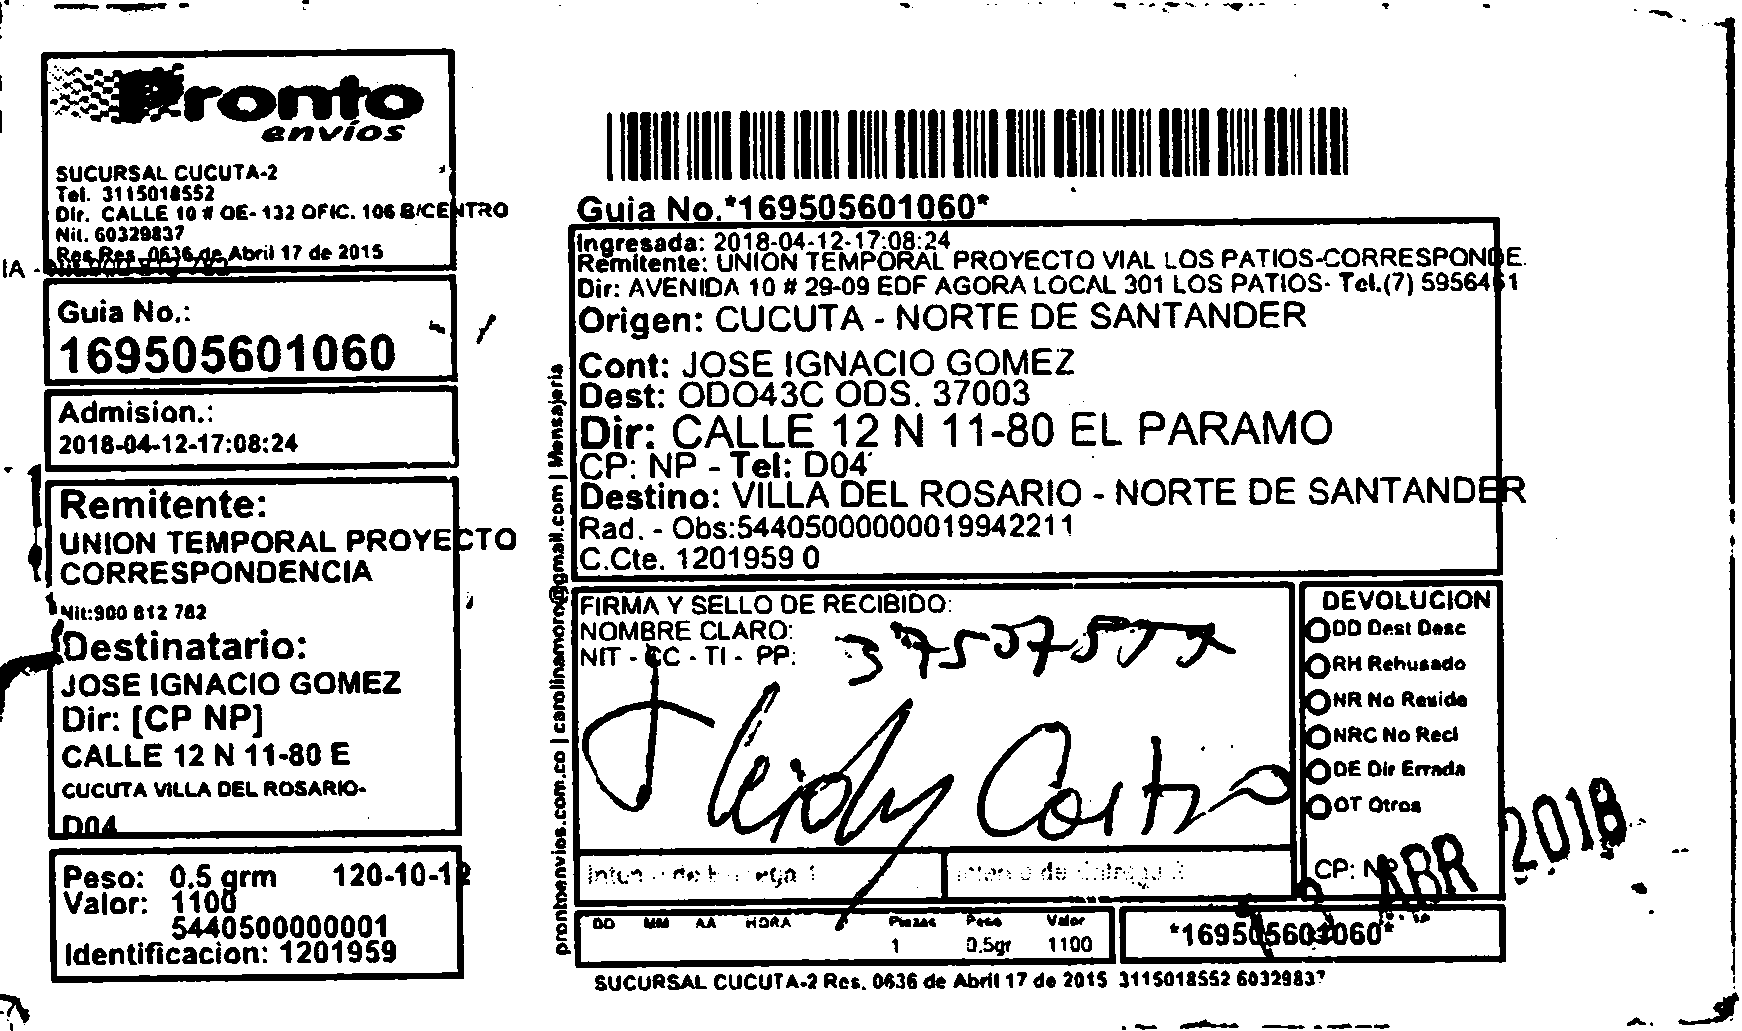 Pronto
envíos
SUCURSAL CUCUTA-2
Tel. 3115018552
Dir. CALLE 10 # OE- 132 OFIC. 106 B/CENTRO
Nit. 60329837
Res Res. 0636 de Abril 17 de 2015
IA -
Guia No.:
169505601060
Admision.:
2018-04-12-17:08:24
Remitente:
UNION TEMPORAL PROYECTO
CORRESPONDENCIA
Nit:900 812 782
Destinatario:
JOSE IGNACIO GOMEZ
Dir: [CP NP]
CALLE 12 N 11-80 E
CUCUTA VILLA DEL ROSARIO-
D04
Peso: 0.5 grm 120-10-12
Valor: 1100
5440500000001
Identificacion: 1201959
prontoenvios.com.co | carolinamoro@gmail.com | Mensajeria
Guia No.*169505601060*
Ingresada: 2018-04-12-17:08:24
Remitente: UNION TEMPORAL PROYECTO VIAL LOS PATIOS-CORRESPONDE.
Dir: AVENIDA 10 # 29-09 EDF AGORA LOCAL 301 LOS PATIOS- Tel.(7) 5956461
Origen: CUCUTA - NORTE DE SANTANDER
Cont: JOSE IGNACIO GOMEZ
Dest: ODO43C ODS. 37003
Dir: CALLE 12 N 11-80 EL PARAMO
CP: NP - Tel: D04
Destino: VILLA DEL ROSARIO - NORTE DE SANTANDER
Rad. - Obs:54405000000019942211
C.Cte. 1201959 0
FIRMA Y SELLO DE RECIBIDO:
NOMBRE CLARO:
NIT - CC - TI - PP:
DEVOLUCION
DD Dest Desc
RH Rehusado
NR No Reside
NRC No Recl
DE Dir Errada
OT Otros
CP: NP
ABR 2018
DD MM AA HORA Piezas Peso Valor
1 0.5gr 1100
*169505601060*
SUCURSAL CUCUTA-2 Res. 0636 de Abril 17 de 2015 3115018552 60329837